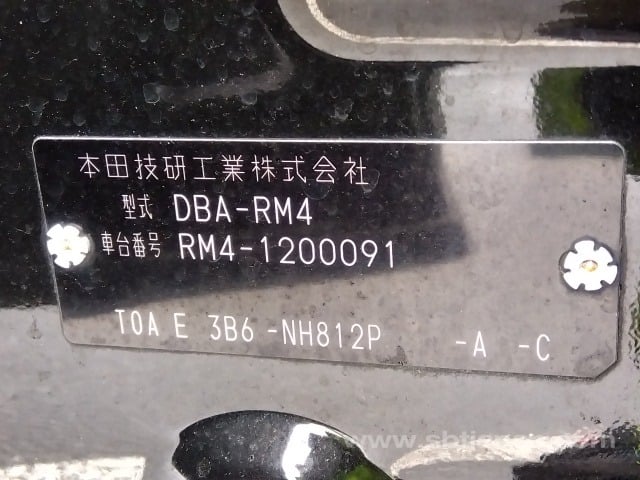 本田技研工業株式会社
型式 DBA-RM4
車台番号 RM4-1200091
T0A E 3B6 -NH812P -A -C